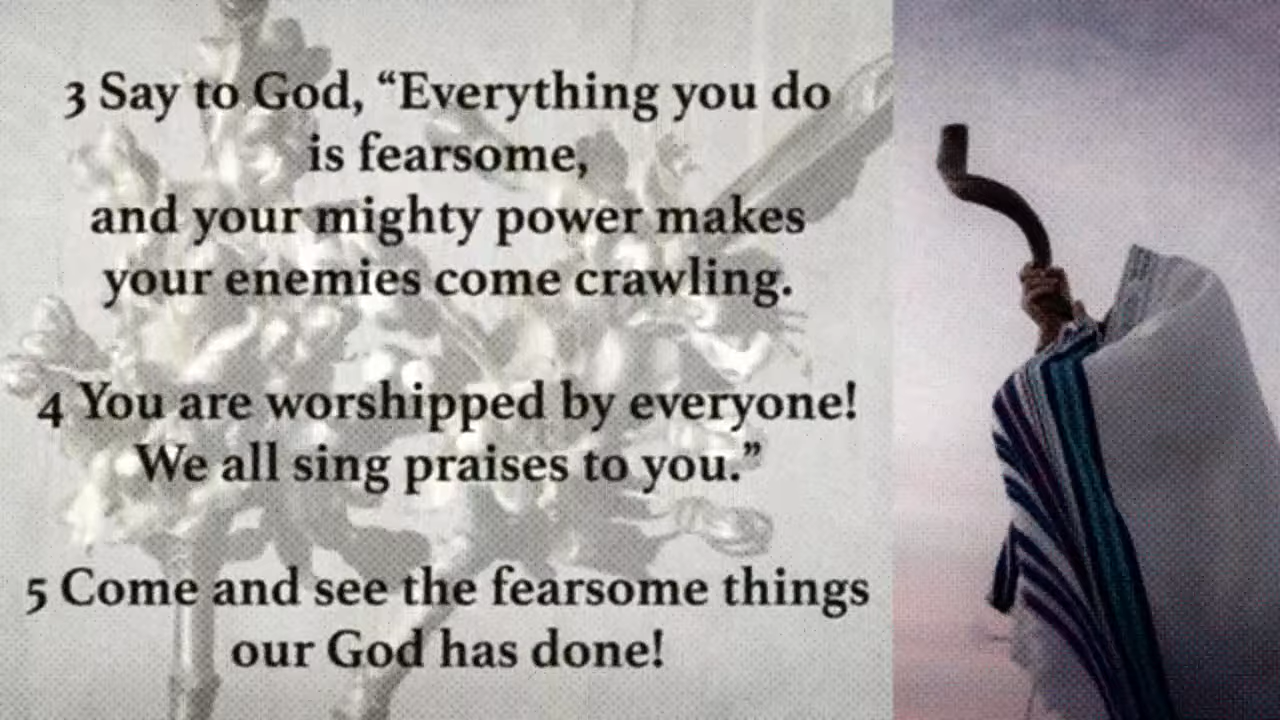 3 Say to God, “Everything you do
is fearsome,
and your mighty power makes
your enemies come crawling.
4 You are worshipped by everyone!
We all sing praises to you.”
5 Come and see the fearsome things
our God has done!